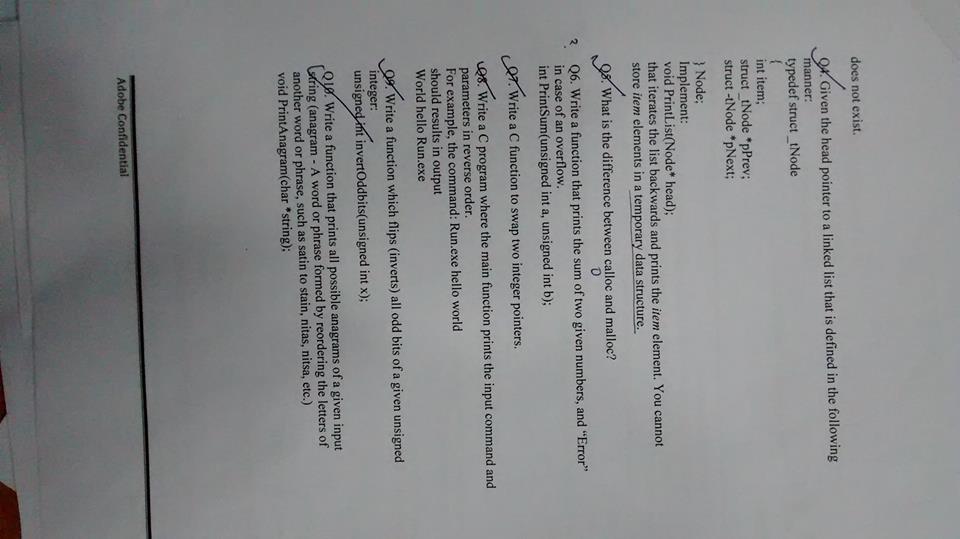 does not exist.
Q4. Given the head pointer to a linked list that is defined in the following
manner:
typedef struct _tNode
{
int item;
struct _tNode *pPrev;
struct -tNode *pNext;
} Node;
Implement:
void PrintList(Node* head);
that iterates the list backwards and prints the item element. You cannot
store item elements in a temporary data structure.
Q5. What is the difference between calloc and malloc?
0
? Q6. Write a function that prints the sum of two given numbers, and “Error”
in case of an overflow.
int PrintSum(unsigned int a, unsigned int b);
Q7. Write a C function to swap two integer pointers.
Q8. Write a C program where the main function prints the input command and
parameters in reverse order.
For example, the command: Run.exe hello world
should results in output
World hello Run.exe
Q9. Write a function which flips (inverts) all odd bits of a given unsigned
integer:
unsigned int invertOddbits(unsigned int x);
Q10. Write a function that prints all possible anagrams of a given input
string (anagram - A word or phrase formed by reordering the letters of
another word or phrase, such as satin to stain, nitas, nitsa, etc.)
void PrintAnagram(char *string);
Adobe Confidential